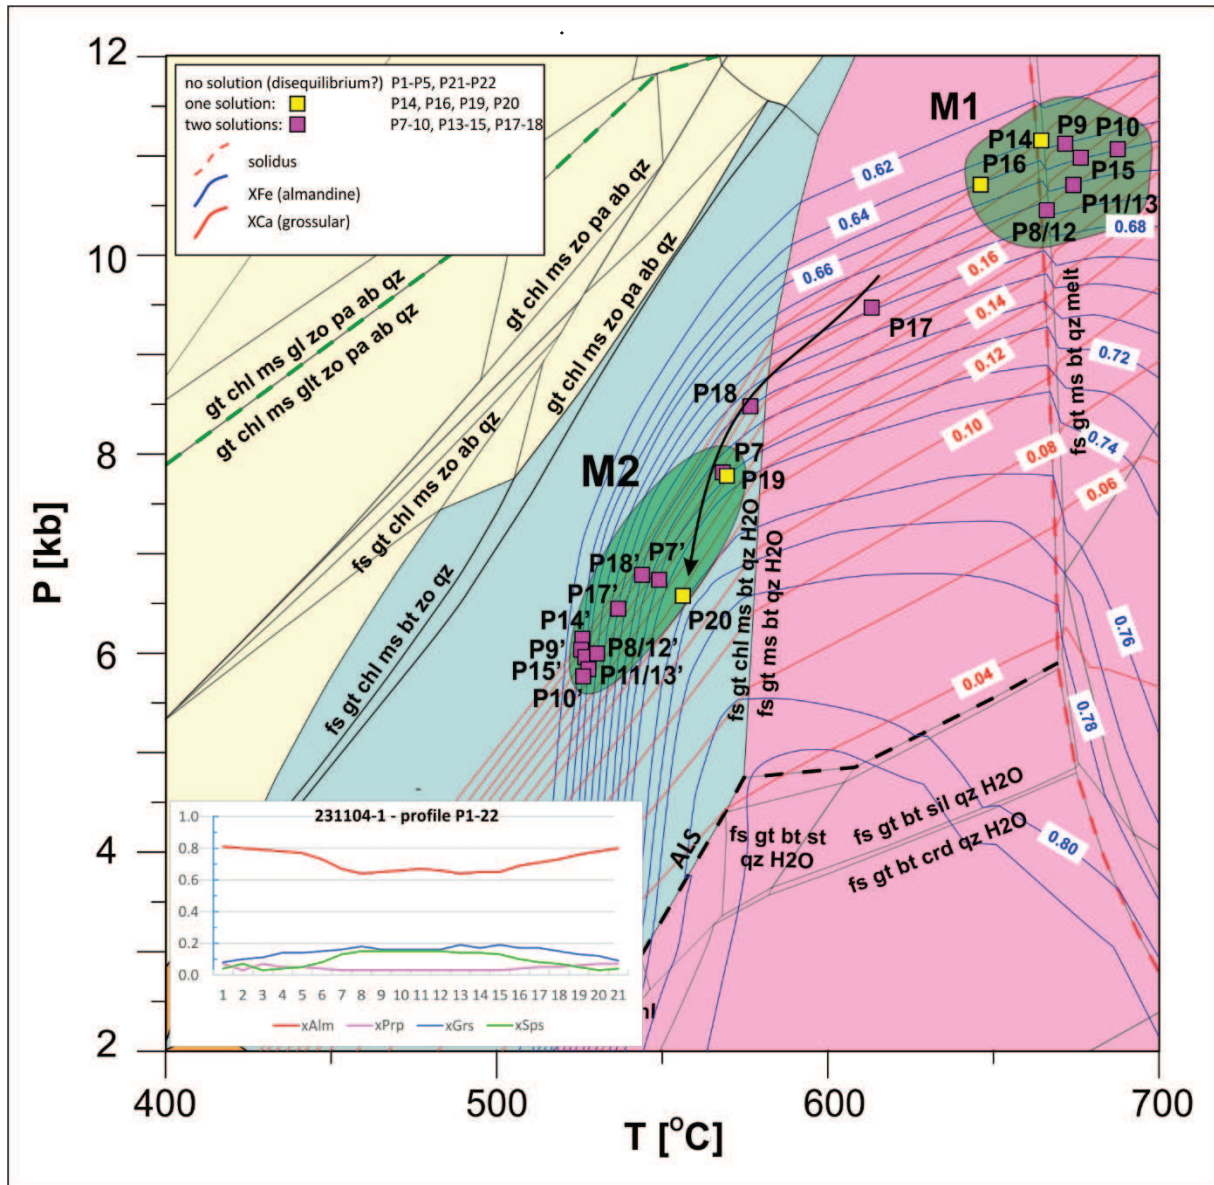 12
10
8
6
4
2
P [kb]
400
500
600
700
T [°C]
no solution (disequilibrium?) P1-P5, P21-P22
one solution: P14, P16, P19, P20
two solutions: P7-10, P13-15, P17-18
solidus
XFe (almandine)
XCa (grossular)
M1
P14
P9
P10
P16
P15
P11/13
P8/12
P17
P18
P7
P19
M2
P18'
P7'
P17'
P20
P14'
P9'
P8/12'
P15'
P11/13'
P10'
0.62
0.64
0.66
0.68
0.72
0.74
0.76
0.78
0.80
0.16
0.14
0.12
0.10
0.08
0.06
0.04
gt chl ms gl zo pa ab qz
gt chl ms glt zo pa ab qz
gt chl ms zo pa ab qz
gt chl ms zo pa ab qz
fs gt chl ms zo ab qz
fs gt chl ms bt zo qz
fs gt chl ms bt qz H2O
fs gt ms bt qz H2O
fs gt ms bt qz melt
ALS
fs gt bt st
qz H2O
fs gt bt sil qz H2O
fs gt bt crd qz H2O
231104-1 - profile P1-22
1.0
0.8
0.6
0.4
0.2
0.0
1 2 3 4 5 6 7 8 9 10 11 12 13 14 15 16 17 18 19 20 21
xAlm xPrp xGrs xSps